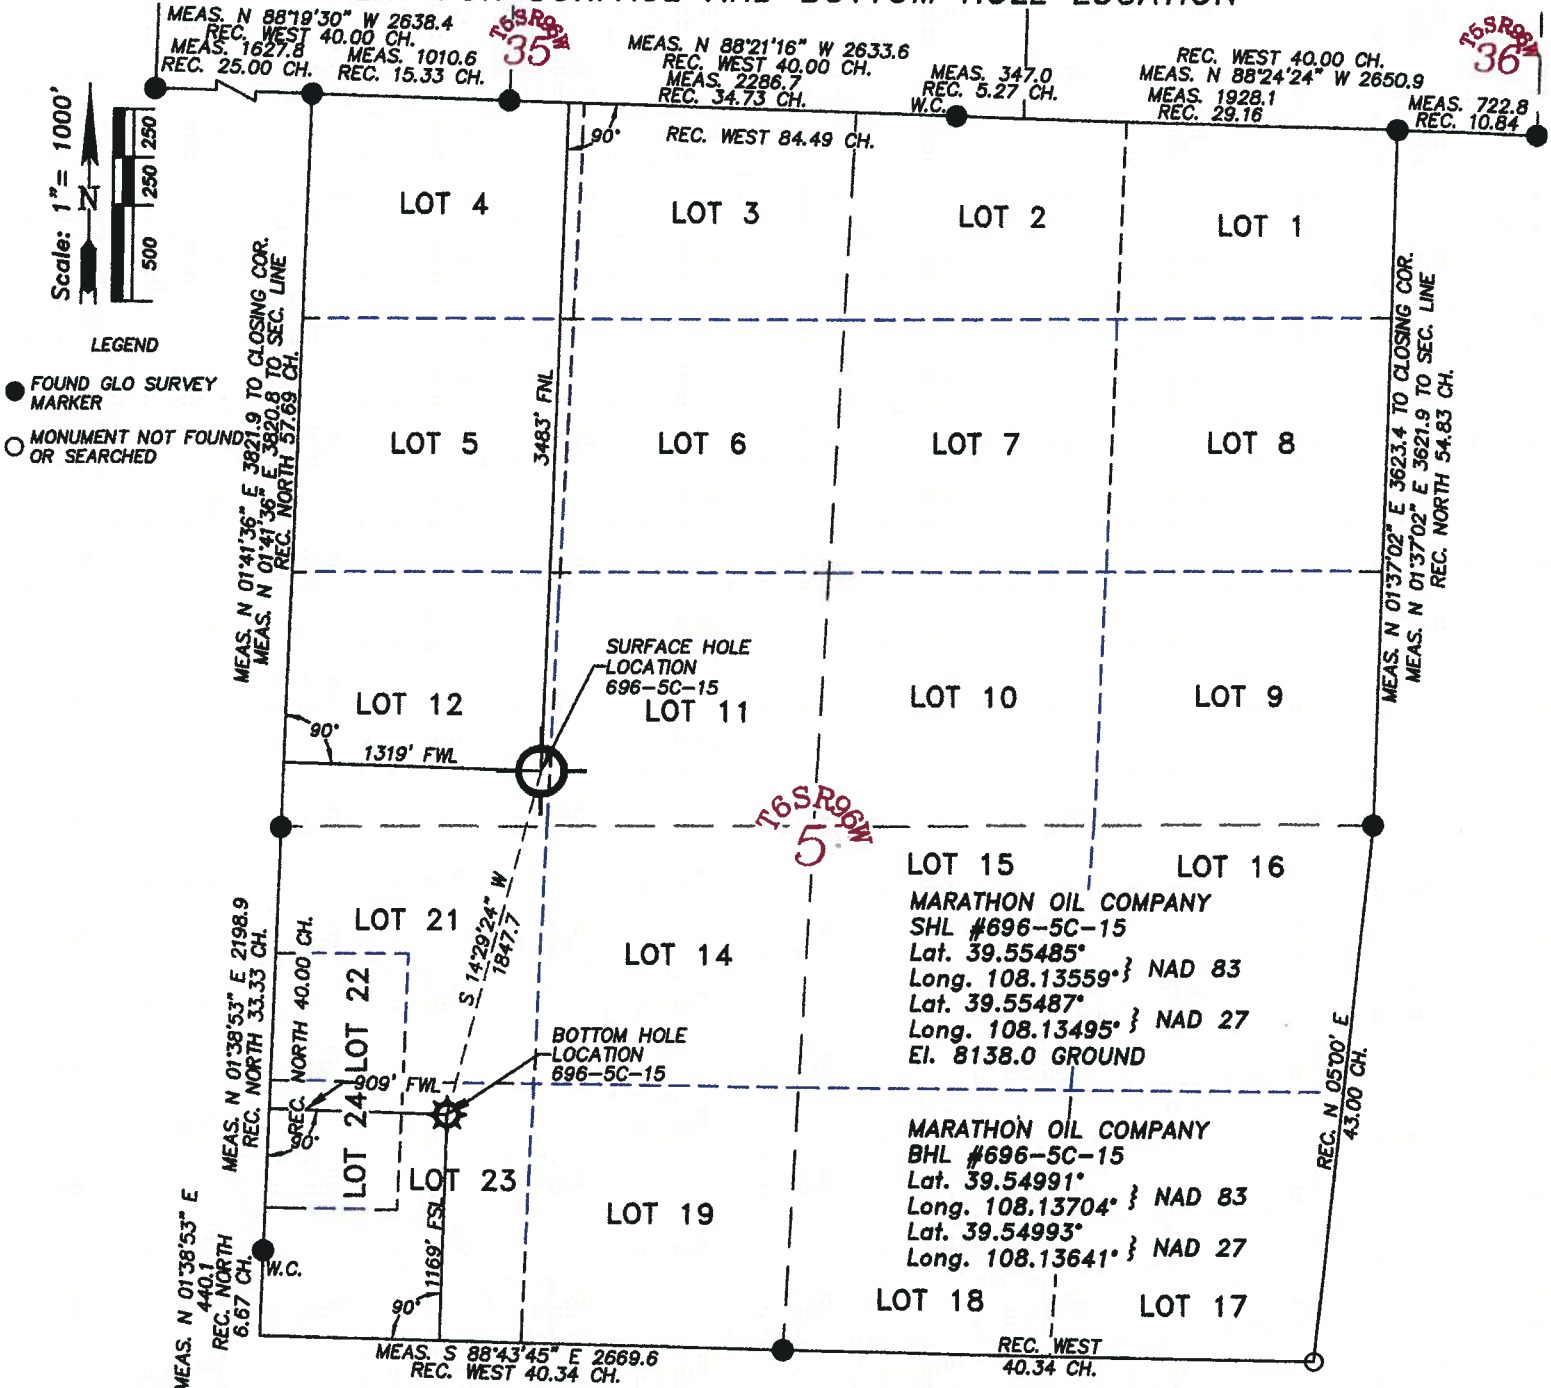 MEAS. N 88°19'30" W 2638.4
REC. WEST 40.00 CH.
MEAS. 1627.8
REC. 25.00 CH.
MEAS. 1010.6
REC. 15.33 CH.
T5SR96W
35
MEAS. N 88°21'16" W 2633.6
REC. WEST 40.00 CH.
MEAS. 2286.7
REC. 34.73 CH.
MEAS. 347.0
REC. 5.27 CH.
W.C.
REC. WEST 40.00 CH.
MEAS. N 88°24'24" W 2650.9
MEAS. 1928.1
REC. 29.16
T5SR96W
36
MEAS. 722.8
REC. 10.84
90°
REC. WEST 84.49 CH.
Scale: 1"= 1000'
N
250
250
500
LEGEND
FOUND GLO SURVEY
MARKER
MONUMENT NOT FOUND
OR SEARCHED
LOT 4
LOT 3
LOT 2
LOT 1
MEAS. N 01°41'36" E 3821.9 TO CLOSING COR.
MEAS. N 01°41'36" E 3820.8 TO SEC. LINE
REC. NORTH 57.69 CH.
3483' FNL
LOT 5
LOT 6
LOT 7
LOT 8
MEAS. N 01°37'02" E 3623.4 TO CLOSING COR.
MEAS. N 01°37'02" E 3621.9 TO SEC. LINE
REC. NORTH 54.83 CH.
SURFACE HOLE
LOCATION
696-5C-15
LOT 12
LOT 11
LOT 10
LOT 9
90°
1319' FWL
T6SR96W
5
LOT 21
LOT 14
LOT 15
LOT 16
S 14°29'24" W
1847.7
MEAS. N 01°38'53" E 2198.9
REC. NORTH 33.33 CH.
REC. NORTH 40.00 CH.
LOT 22
MARATHON OIL COMPANY
SHL #696-5C-15
Lat. 39.55485°
Long. 108.13559° } NAD 83
Lat. 39.55487°
Long. 108.13495° } NAD 27
El. 8138.0 GROUND
BOTTOM HOLE
LOCATION
696-5C-15
909' FWL
90°
LOT 24
LOT 23
LOT 19
MARATHON OIL COMPANY
BHL #696-5C-15
Lat. 39.54991°
Long. 108.13704° } NAD 83
Lat. 39.54993°
Long. 108.13641° } NAD 27
REC. N 05°00' E
43.00 CH.
1169' FSL
90°
W.C.
MEAS. N 01°38'53" E
440.1
REC. NORTH
6.67 CH.
LOT 18
LOT 17
MEAS. S 88°43'45" E 2669.6
REC. WEST 40.34 CH.
REC. WEST
40.34 CH.